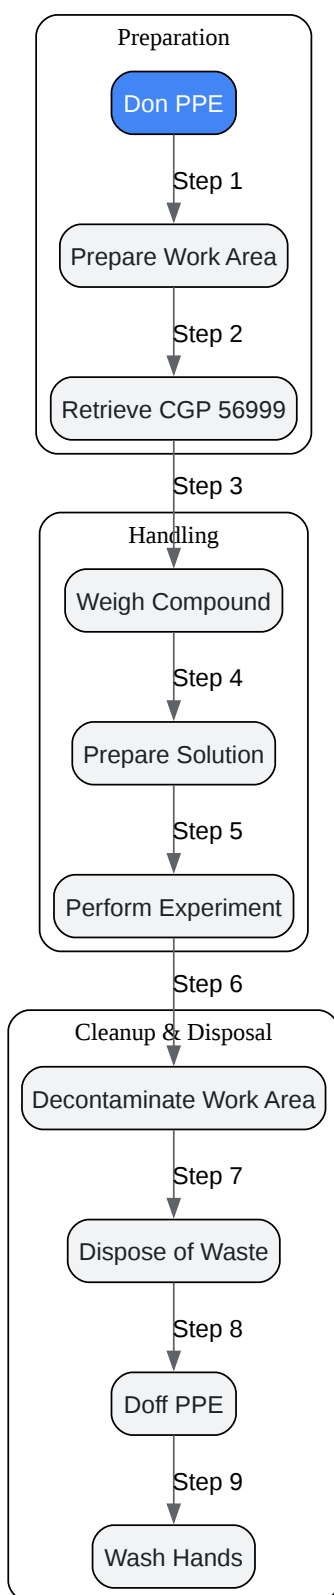 Preparation
Don PPE
Step 1
Prepare Work Area
Step 2
Retrieve CGP 56999
Step 3
Handling
Weigh Compound
Step 4
Prepare Solution
Step 5
Perform Experiment
Step 6
Cleanup & Disposal
Decontaminate Work Area
Step 7
Dispose of Waste
Step 8
Doff PPE
Step 9
Wash Hands